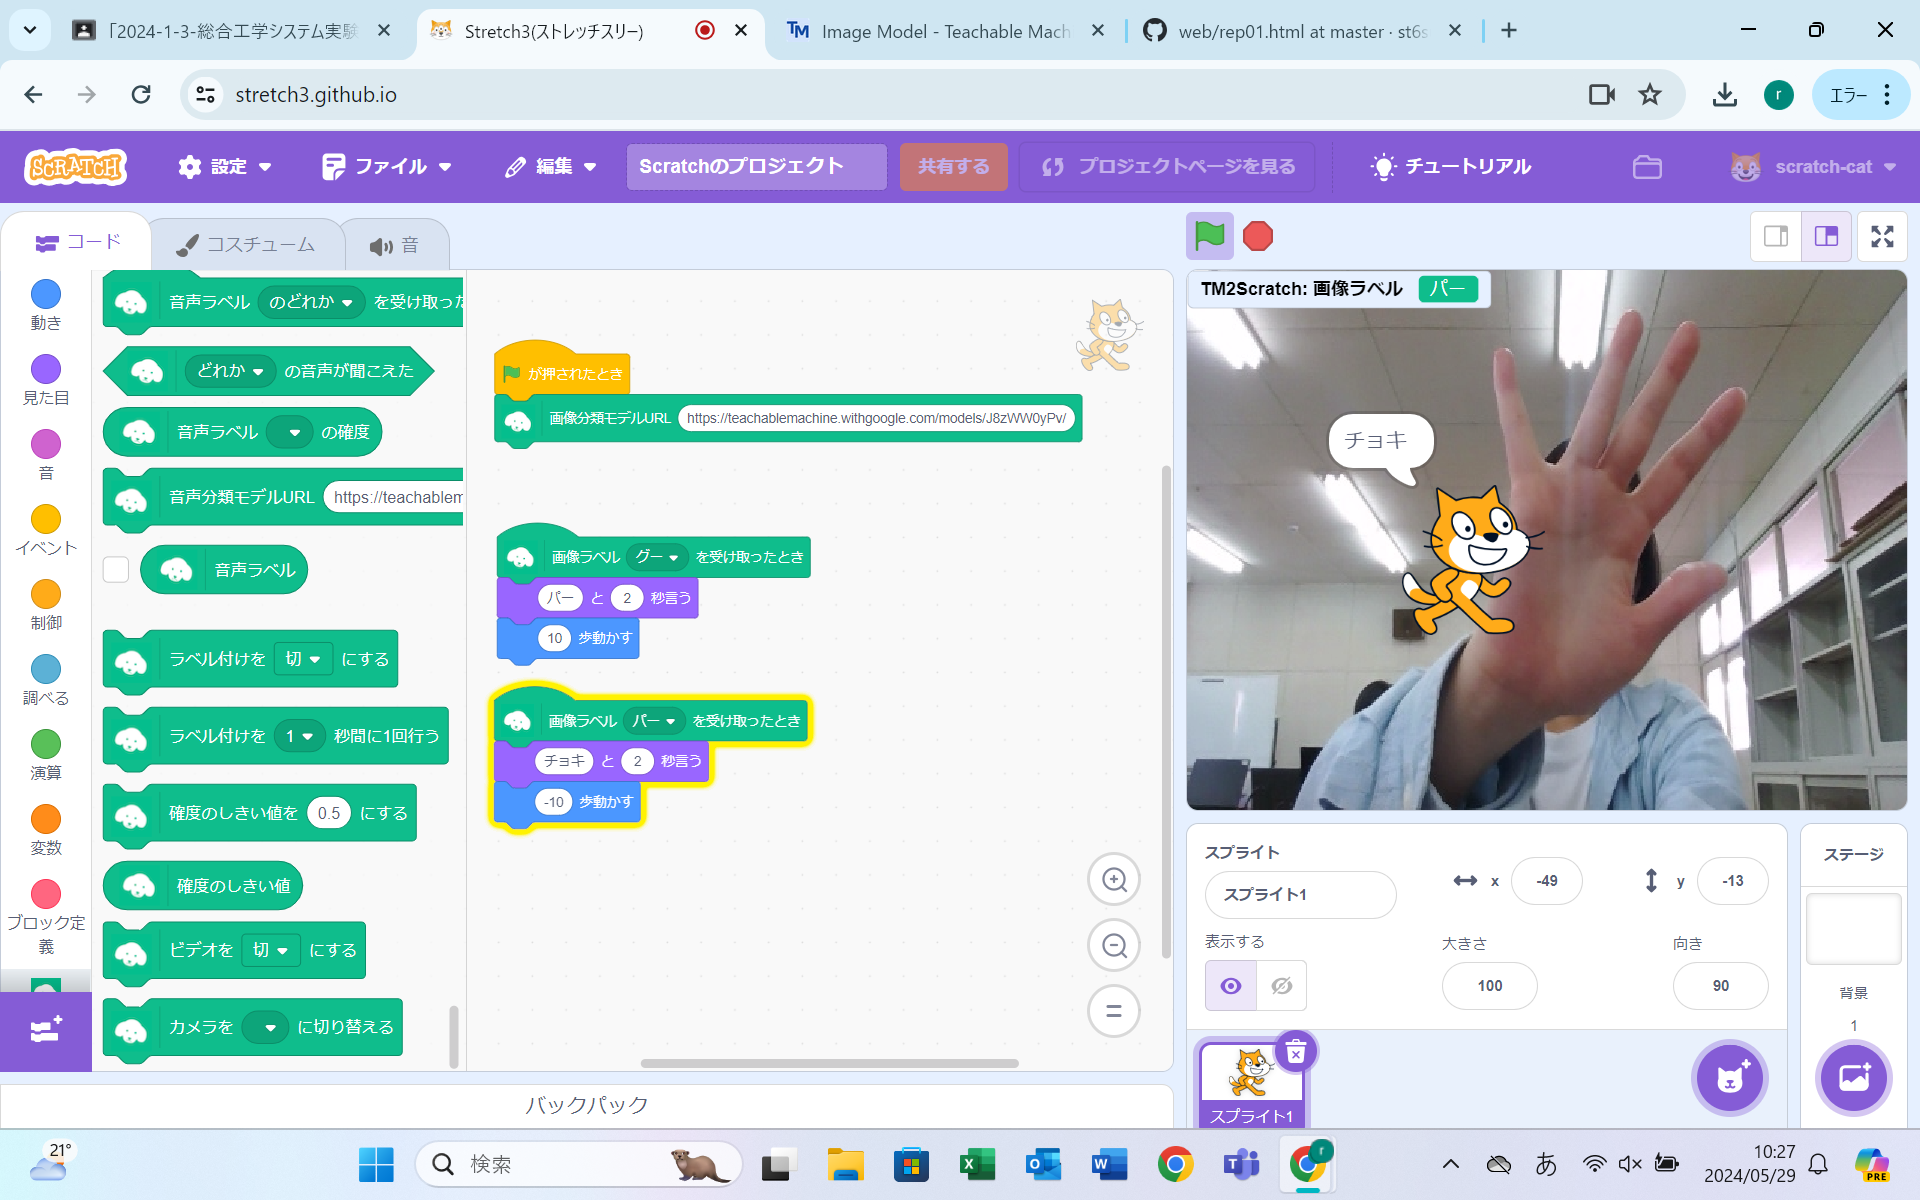 「2024-1-3-総合工学システム実験
Stretch3(ストレッチスリー)
Image Model - Teachable Mach
web/rep01.html at master · st6s
stretch3.github.io
r
エラー
SCRATCH
設定
ファイル
編集
Scratchのプロジェクト
共有する
プロジェクトページを見る
チュートリアル
scratch-cat
コード
コスチューム
音
動き
見た目
音
イベント
制御
調べる
演算
変数
ブロック定
義
音声ラベル のどれか を受け取った
どれか の音声が聞こえた
音声ラベル の確度
音声分類モデルURL https://teachablem
音声ラベル
ラベル付けを 切 にする
ラベル付けを 1 秒間に1回行う
確度のしきい値を 0.5 にする
確度のしきい値
ビデオを 切 にする
カメラを に切り替える
が押されたとき
画像分類モデルURL https://teachablemachine.withgoogle.com/models/J8zWW0yPv/
画像ラベル グー を受け取ったとき
パー と 2 秒言う
10 歩動かす
画像ラベル パー を受け取ったとき
チョキ と 2 秒言う
-10 歩動かす
バックパック
TM2Scratch: 画像ラベル パー
チョキ
スプライト
スプライト1
x -49
y -13
表示する
大きさ
100
向き
90
スプライト1
ステージ
背景
1
21°
検索
あ
10:27
2024/05/29
PRE